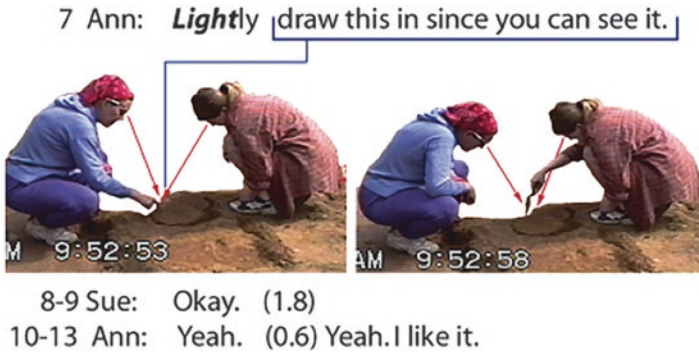 7 Ann: Lightly draw this in since you can see it.
M 9:52:53
AM 9:52:58
8-9 Sue: Okay. (1.8)
10-13 Ann: Yeah. (0.6) Yeah. I like it.